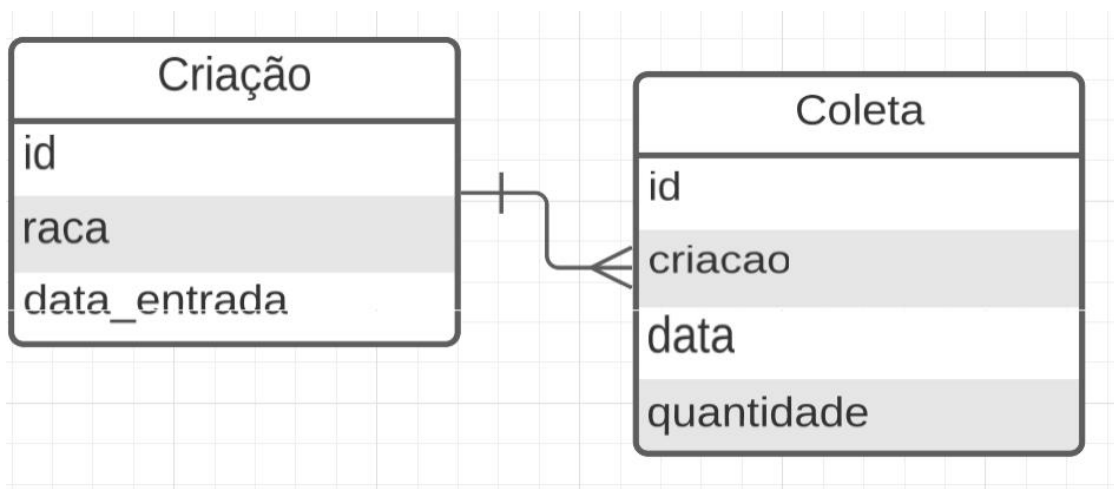 Criação
id
raca
data_entrada
Coleta
id
criacao
data
quantidade